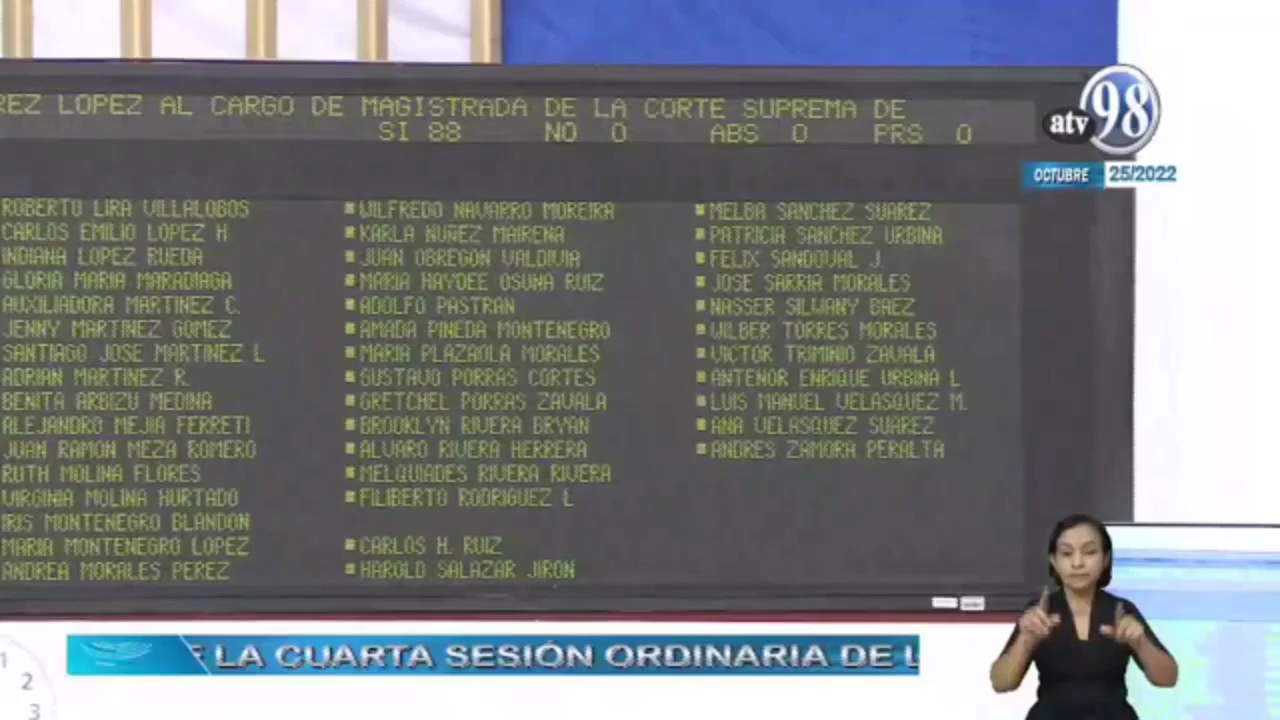 REZ LOPEZ AL CARGO DE MAGISTRADA DE LA CORTE SUPREMA DE
SI 88 NO 0 ABS 0 PRS 0
atv 98
OCTUBRE 25/2022
ROBERTO LIRA VILLALOBOS
CARLOS EMILIO LOPEZ H
INDIANA LOPEZ RUEDA
GLORIA MARIA MARADIAGA
AUXILIADORA MARTINEZ C.
JENNY MARTINEZ GOMEZ
SANTIAGO JOSE MARTINEZ L
ADRIAN MARTINEZ R.
BENITA ARBIZU MEDINA
ALEJANDRO MEJIA FERRETI
JUAN RAMON MEZA ROMERO
RUTH MOLINA FLORES
VIRGINIA MOLINA HURTADO
IRIS MONTENEGRO BLANDON
MARIA MONTENEGRO LOPEZ
ANDREA MORALES PEREZ
WILFREDO NAVARRO MOREIRA
KARLA NUÑEZ MAIRENA
JUAN OBREGON VALDIVIA
MARIA HAYDEE OSUNA RUIZ
ADOLFO PASTRAN
AMADA PINEDA MONTENEGRO
MARIA PLAZAOLA MORALES
GUSTAVO PORRAS CORTES
GRETCHEL PORRAS ZAVALA
BROOKLYN RIVERA BRYAN
ALVARO RIVERA HERRERA
MELQUIADES RIVERA RIVERA
FILIBERTO RODRIGUEZ L
CARLOS H. RUIZ
HAROLD SALAZAR JIRON
MELBA SANCHEZ SUAREZ
PATRICIA SANCHEZ URBINA
FELIX SANDOVAL J.
JOSE SARRIA MORALES
NASSER SILWANY BAEZ
WILBER TORRES MORALES
VICTOR TRIMINIO ZAVALA
ANTENOR ENRIQUE URBINA L
LUIS MANUEL VELASQUEZ M.
ANA VELASQUEZ SUAREZ
ANDRES ZAMORA PERALTA
LA CUARTA SESIÓN ORDINARIA DE L
1
2
3